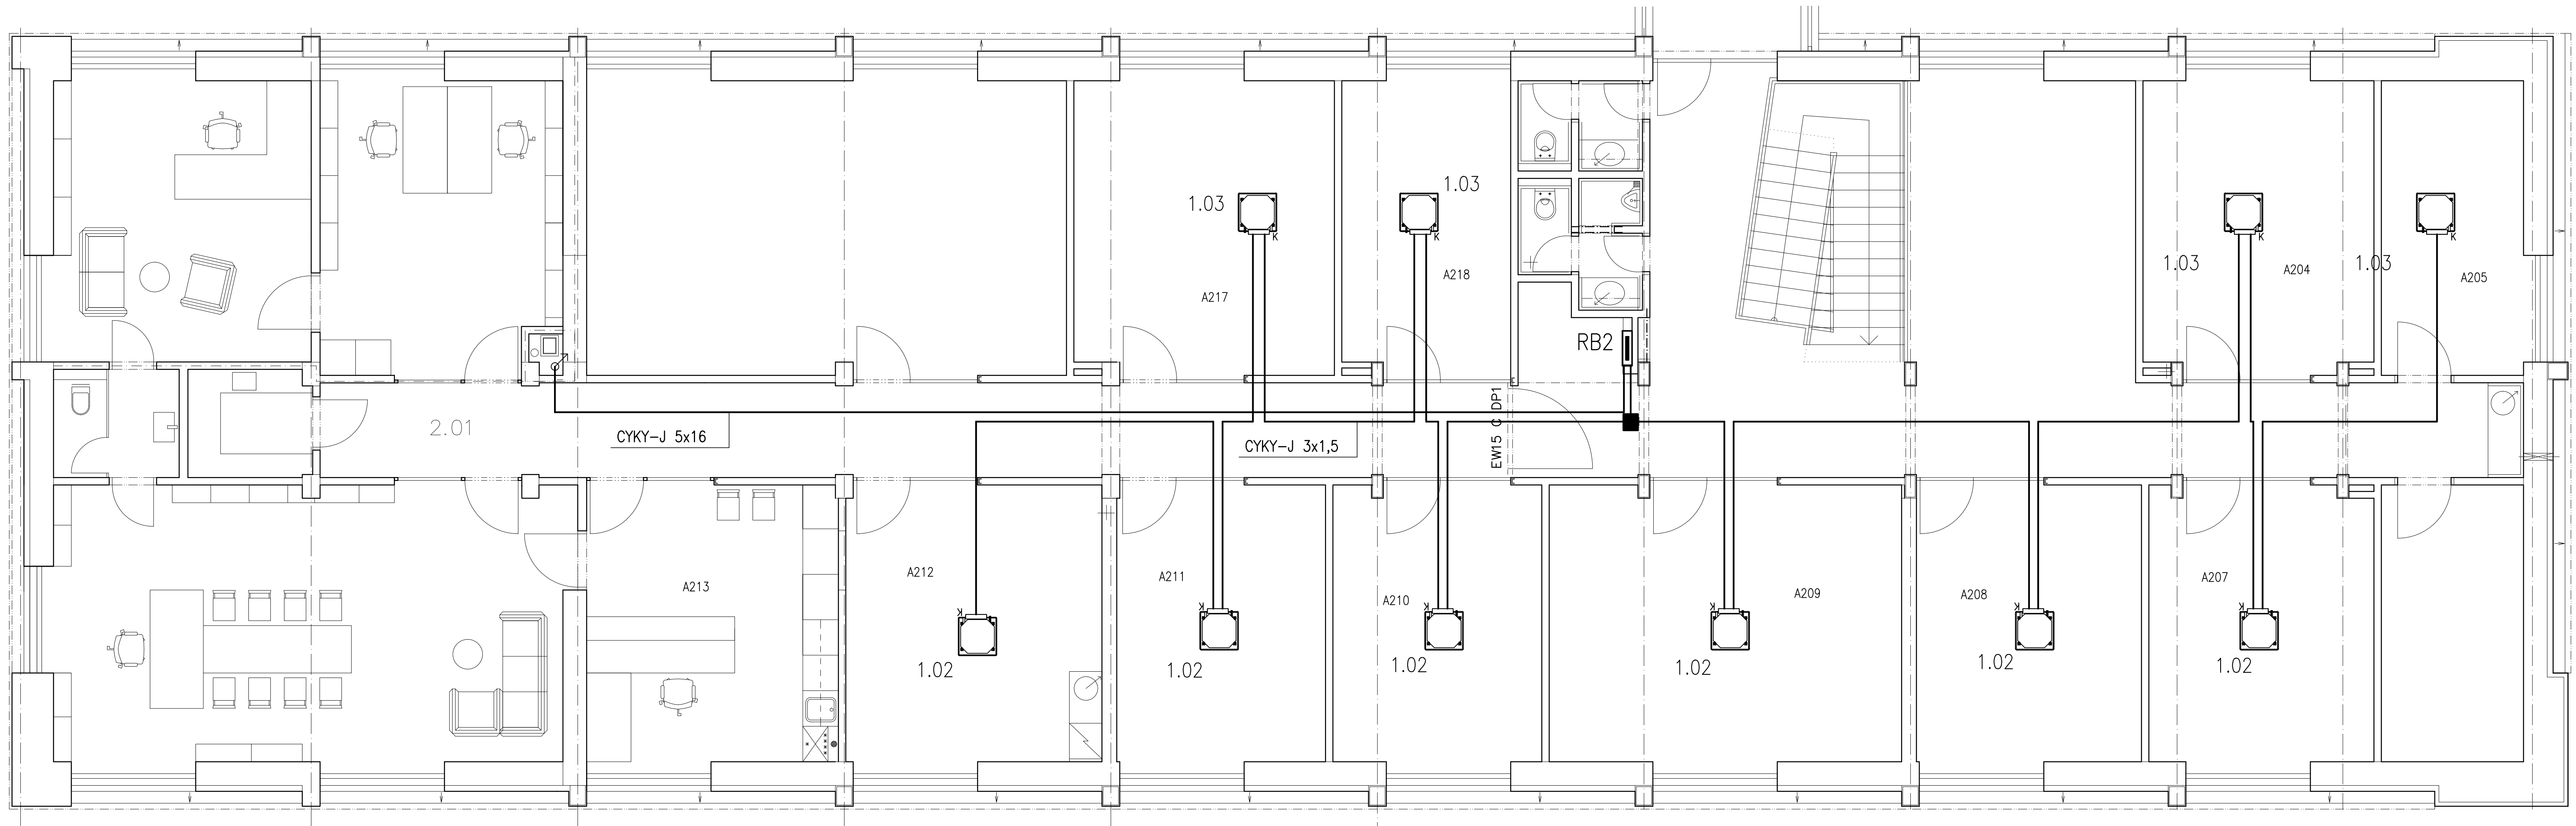 1.03
K
1.03
K
K
1.03
K
1.03
A217
A218
A204
A205
RB2
2.01
CYKY-J 5x16
CYKY-J 3x1,5
EW15 C DP1
A213
A212
K
1.02
A211
K
1.02
A210
K
1.02
K
A209
1.02
A208
K
1.02
A207
K
1.02